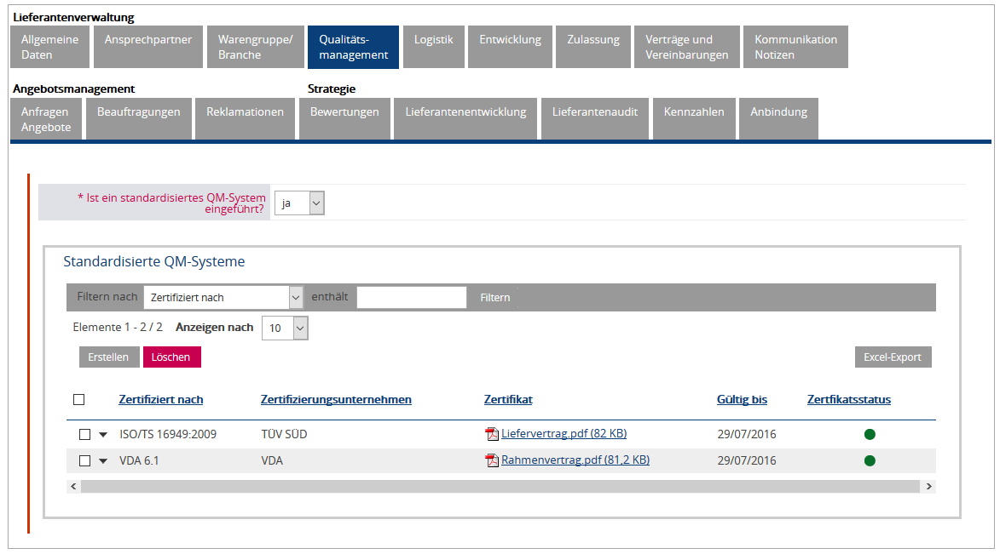 Lieferantenverwaltung
Allgemeine Daten
Ansprechpartner
Warengruppe/ Branche
Qualitäts- management
Logistik
Entwicklung
Zulassung
Verträge und Vereinbarungen
Kommunikation Notizen
Angebotsmanagement
Strategie
Anfragen Angebote
Beauftragungen
Reklamationen
Bewertungen
Lieferantenentwicklung
Lieferantenaudit
Kennzahlen
Anbindung
* Ist ein standardisiertes QM-System
eingeführt?
ja
Standardisierte QM-Systeme
Filtern nach Zertifiziert nach enthält Filtern
Elemente 1 - 2 / 2 Anzeigen nach 10
Erstellen Löschen Excel-Export
Zertifiziert nach Zertifizierungsunternehmen Zertifikat Gültig bis Zertfikatsstatus
ISO/TS 16949:2009 TÜV SÜD Liefervertrag.pdf (82 KB) 29/07/2016
VDA 6.1 VDA Rahmenvertrag.pdf (81,2 KB) 29/07/2016